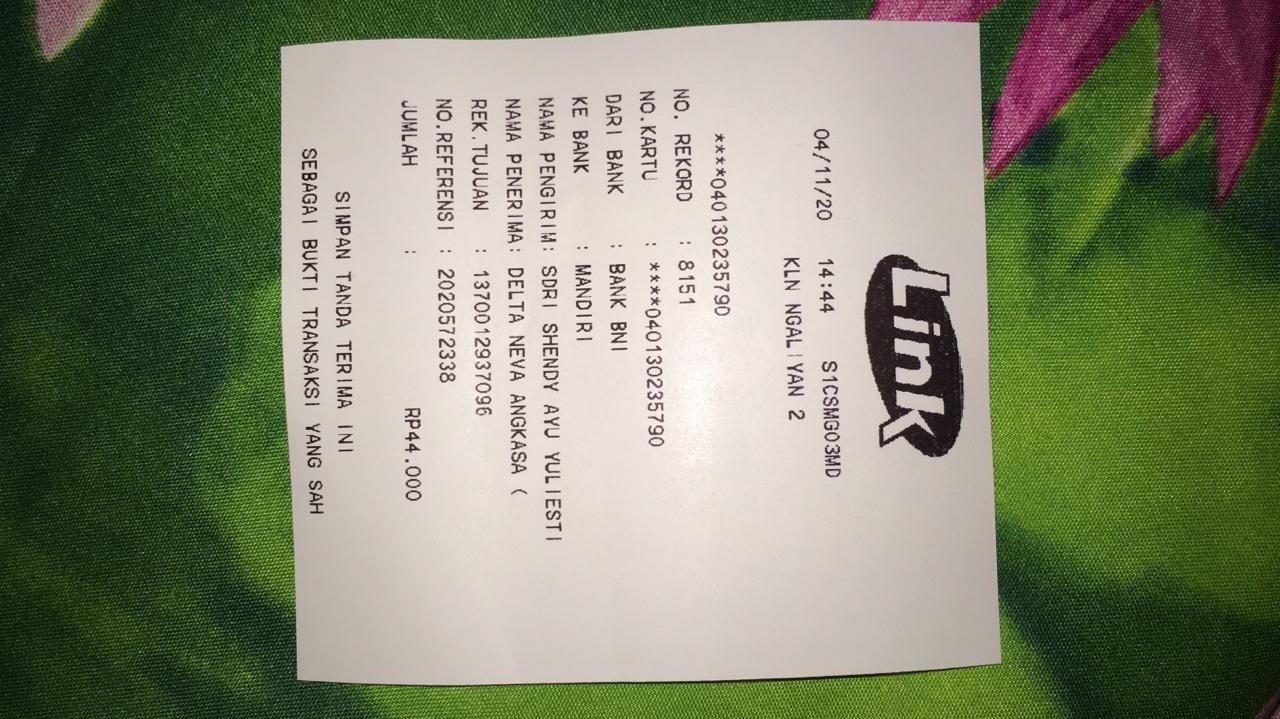 Link
04/11/20 14:44 S1CSMG03MD
KLN NGALIYAN 2
****040130235790
NO. REKORD : 8151
NO.KARTU : ****040130235790
DARI BANK : BANK BNI
KE BANK : MANDIRI
NAMA PENGIRIM: SDRI SHENDY AYU YULIESTI
NAMA PENERIMA: DELTA NEVA ANGKASA (
REK.TUJUAN : 1370012937096
NO.REFERENSI : 2020572338
JUMLAH : RP44.000
SIMPAN TANDA TERIMA INI
SEBAGAI BUKTI TRANSAKSI YANG SAH